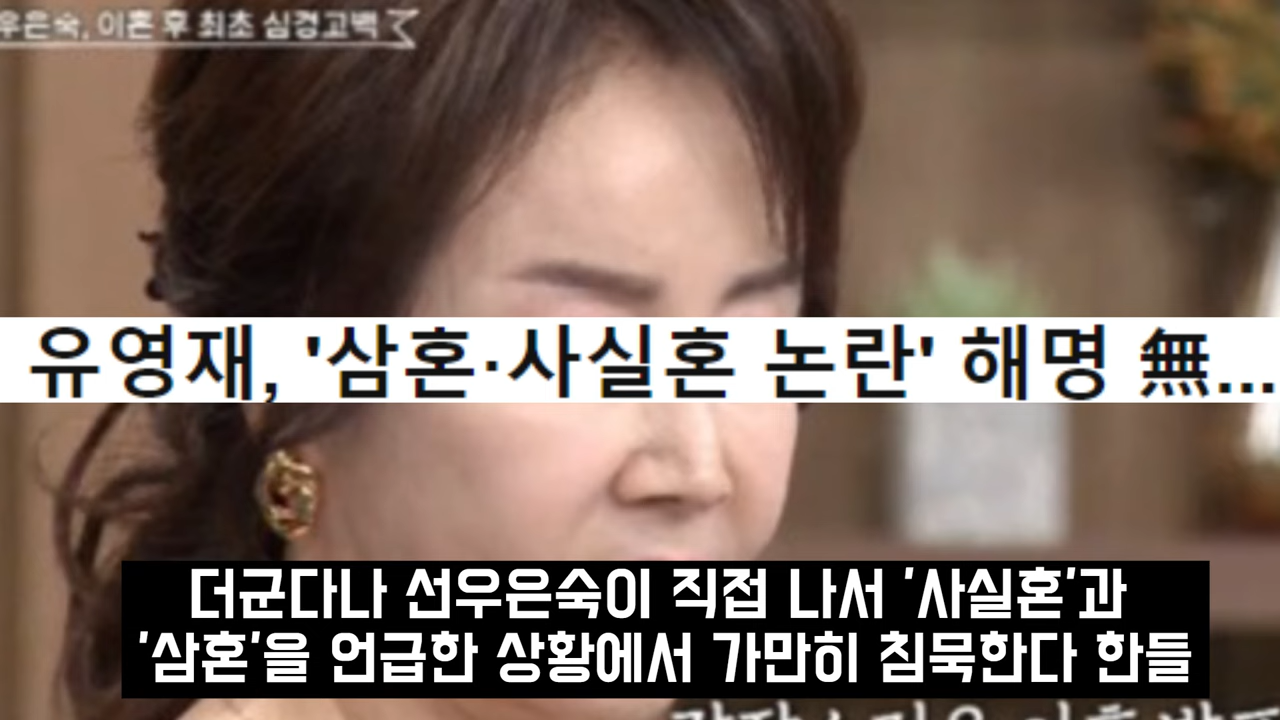 우은숙, 이혼 후 최초 심경고백
유영재, '삼혼·사실혼 논란' 해명 無...
더군다나 선우은숙이 직접 나서 '사실혼'과
'삼혼'을 언급한 상황에서 가만히 침묵한다 한들